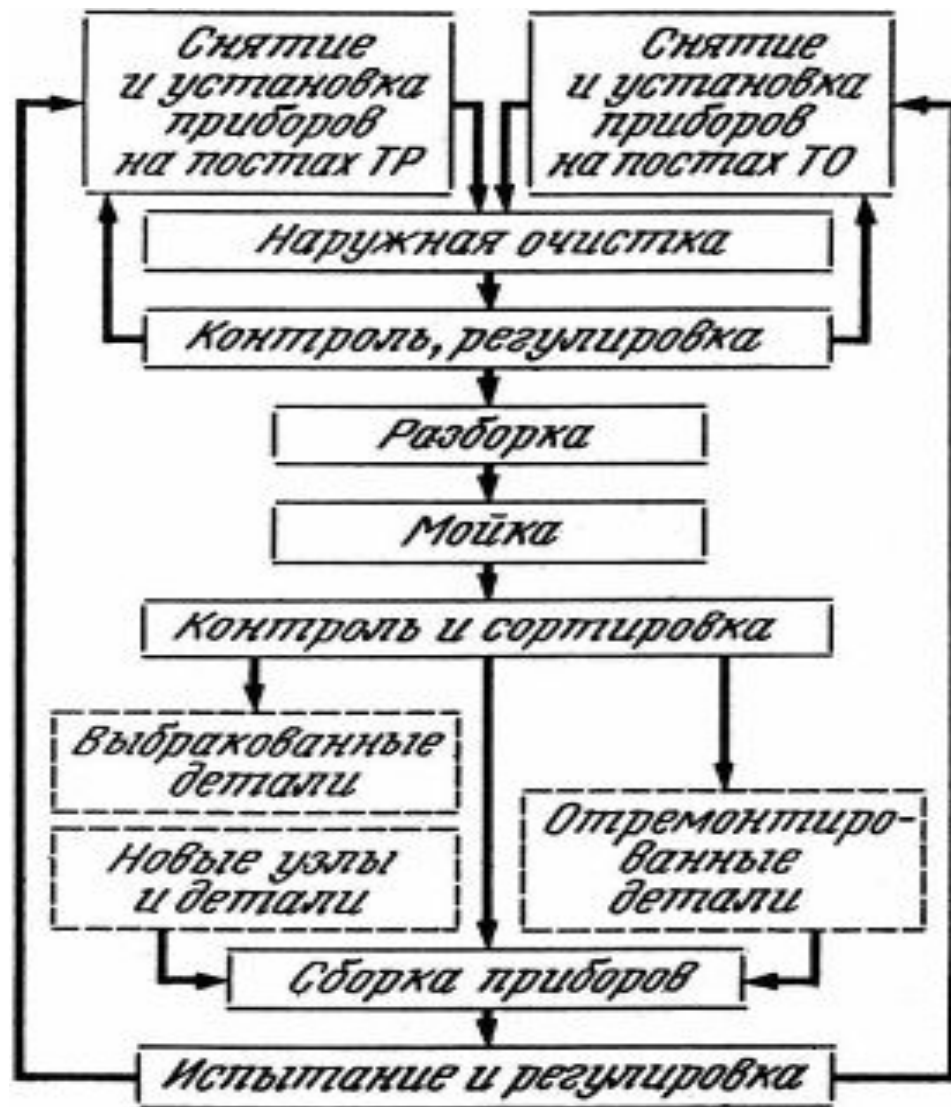 Снятие
и установка
приборов
на постах ТР
Снятие
и установка
приборов
на постах ТО
Наружная очистка
Контроль, регулировка
Разборка
Мойка
Контроль и сортировка
Выбракованные
детали
Новые узлы
и детали
Отремонтиро-
ванные
детали
Сборка приборов
Испытание и регулировка